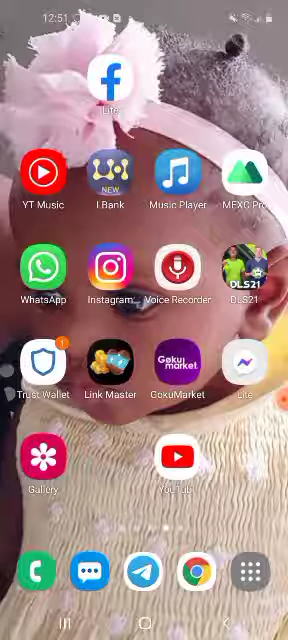 12:51
Lite
YT Music
I.Bank
NEW
Music Player
MEXC Pro
WhatsApp
Instagram
Voice Recorder
DLS21
DLS21
1
Trust Wallet
Link Master
Goku
market
GokuMarket
Lite
Gallery
YouTube